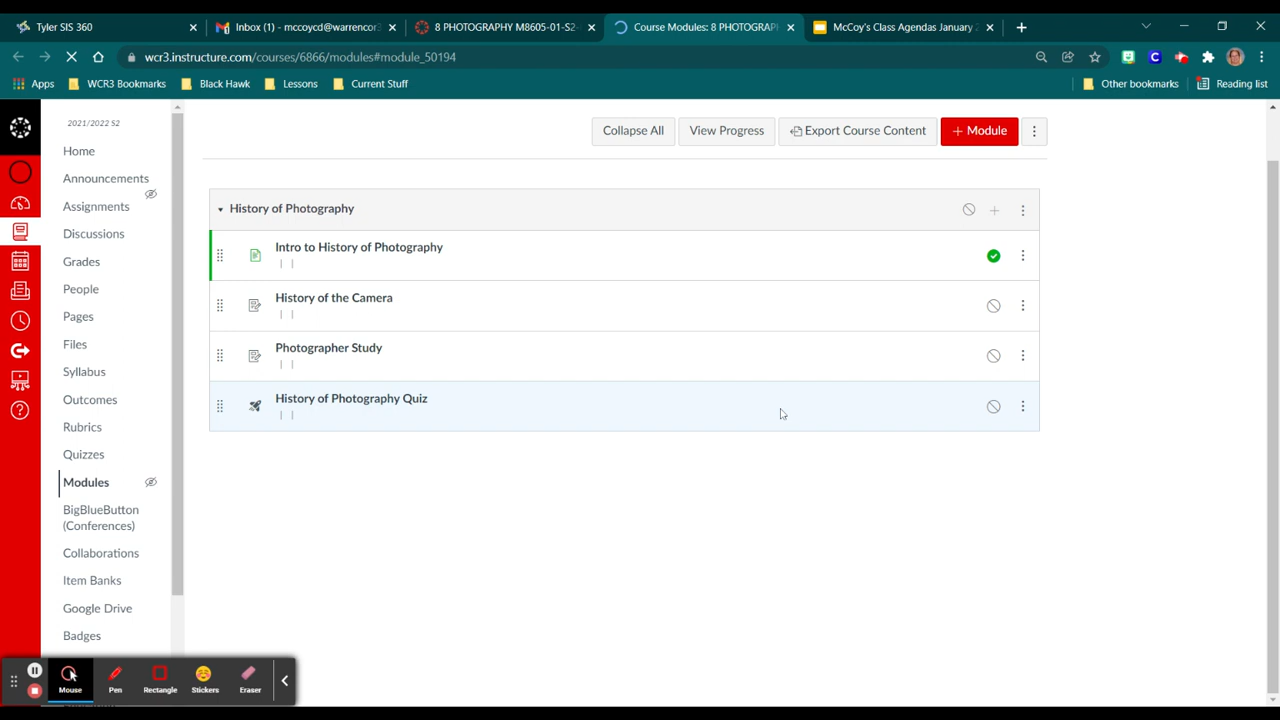 Tyler SIS 360
Inbox (1) - mccoycd@warrencor3
8 PHOTOGRAPHY M8605-01-S2-
Course Modules: 8 PHOTOGRAP
McCoy's Class Agendas January 2
wcr3.instructure.com/courses/6866/modules#module_50194
Apps
WCR3 Bookmarks
Black Hawk
Lessons
Current Stuff
Other bookmarks
Reading list
2021/2022 S2
Home
Announcements
Assignments
Discussions
Grades
People
Pages
Files
Syllabus
Outcomes
Rubrics
Quizzes
Modules
BigBlueButton
(Conferences)
Collaborations
Item Banks
Google Drive
Badges
Collapse All
View Progress
Export Course Content
+ Module
History of Photography
Intro to History of Photography
| |
History of the Camera
| |
Photographer Study
| |
History of Photography Quiz
| |
Mouse
Pen
Rectangle
Stickers
Eraser